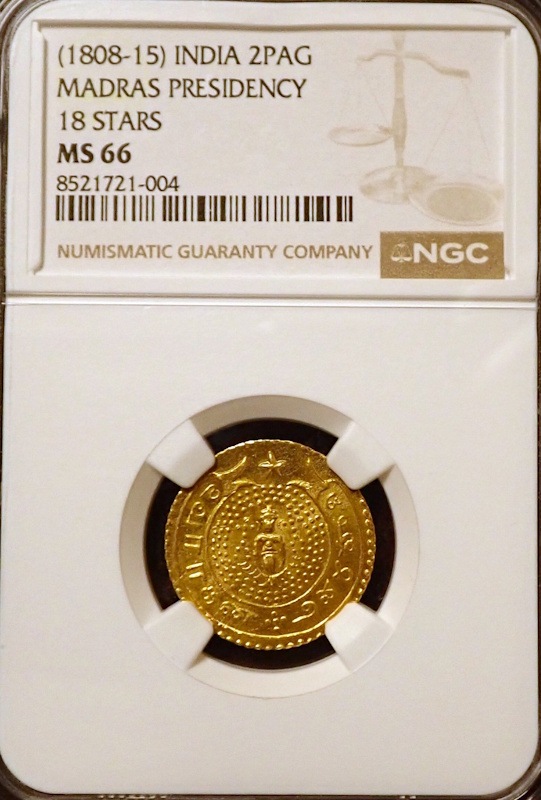 (1808-15) INDIA 2PAG
MADRAS PRESIDENCY
18 STARS
MS 66
8521721-004
NUMISMATIC GUARANTY COMPANY
NGC